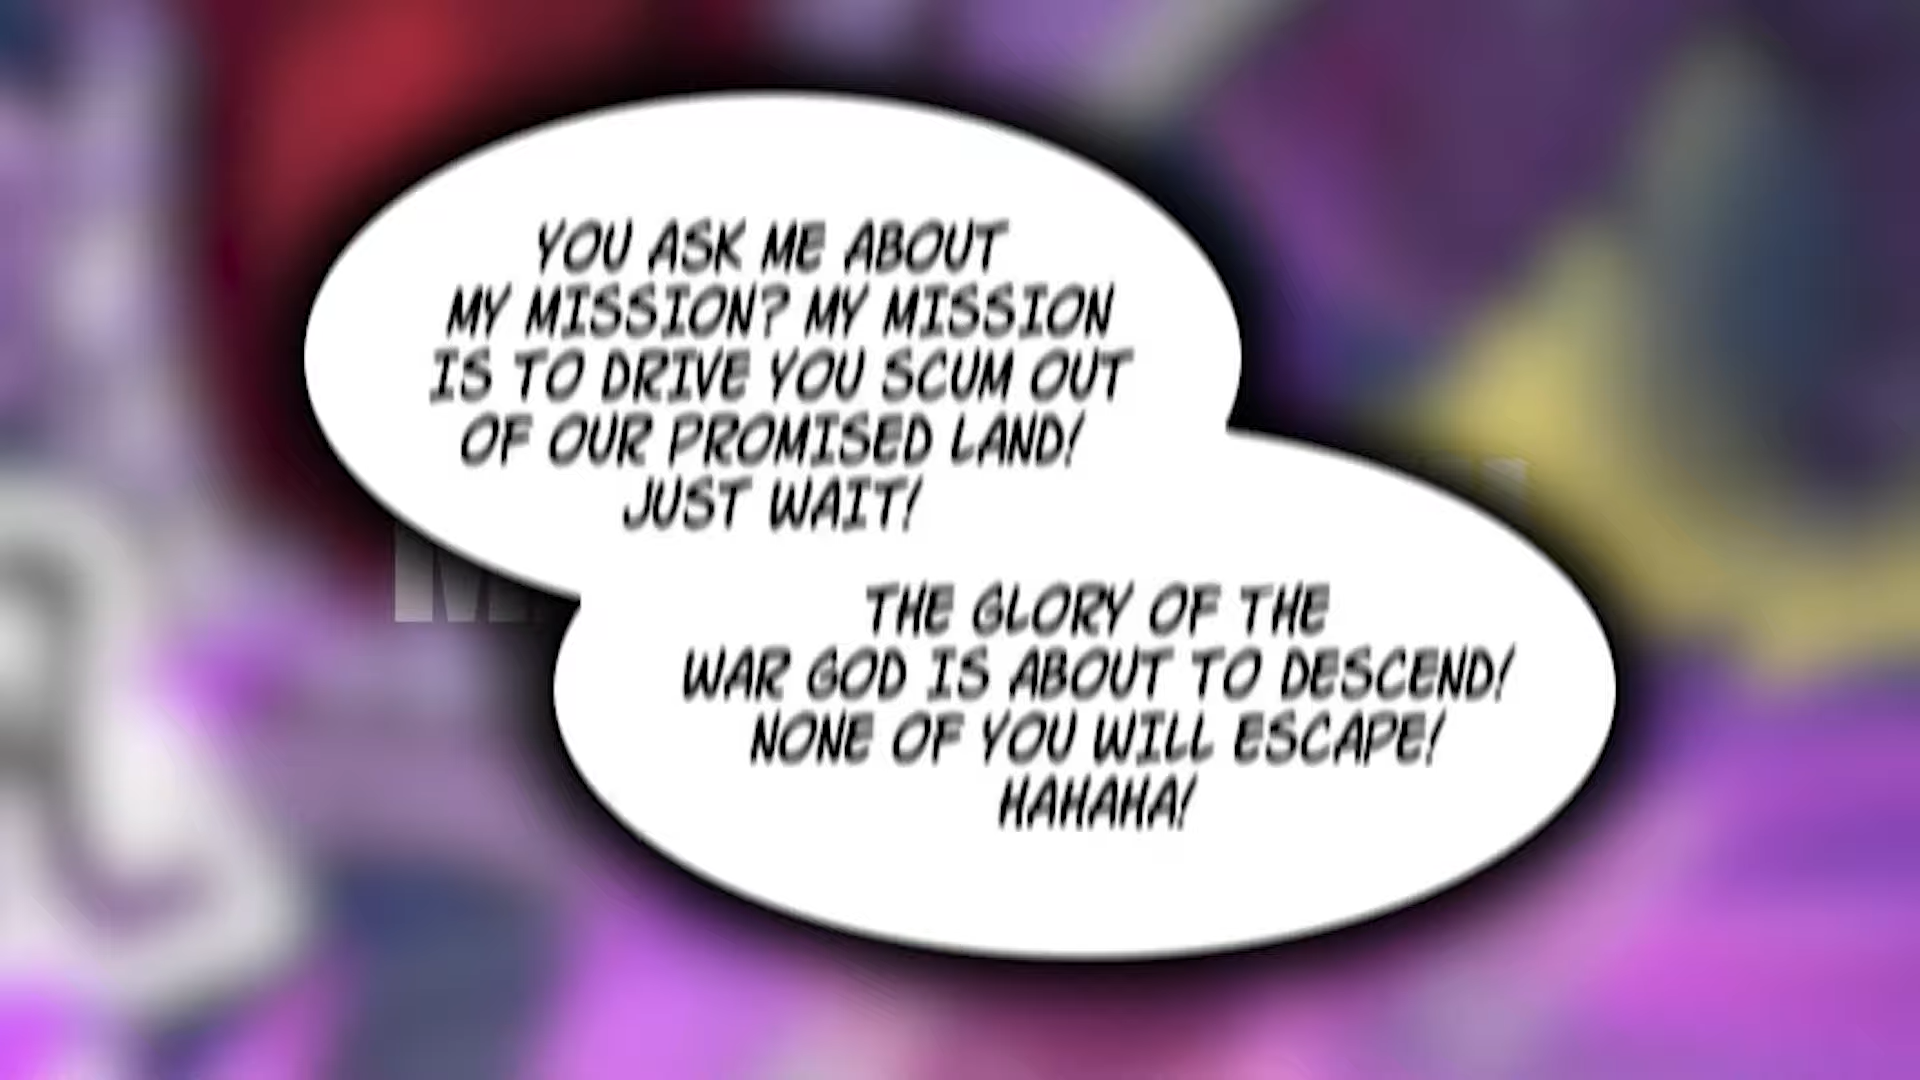 YOU ASK ME ABOUT
MY MISSION? MY MISSION
IS TO DRIVE YOU SCUM OUT
OF OUR PROMISED LAND!
JUST WAIT!
THE GLORY OF THE
WAR GOD IS ABOUT TO DESCEND!
NONE OF YOU WILL ESCAPE!
HAHAHA!